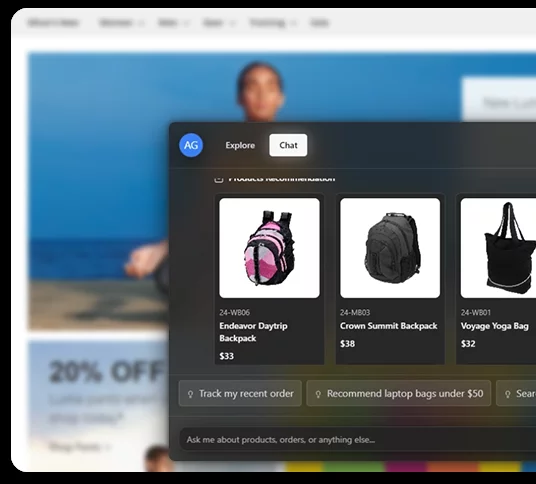 What's New Women Men Gear Training Sale
New Lum
AG Explore Chat
Products Recommendation
24-WB06
Endeavor Daytrip
Backpack
$33
24-MB03
Crown Summit Backpack
$38
24-WB01
Voyage Yoga Bag
$32
20% OFF
Track my recent order
Recommend laptop bags under $50
Sear
Ask me about products, orders, or anything else...